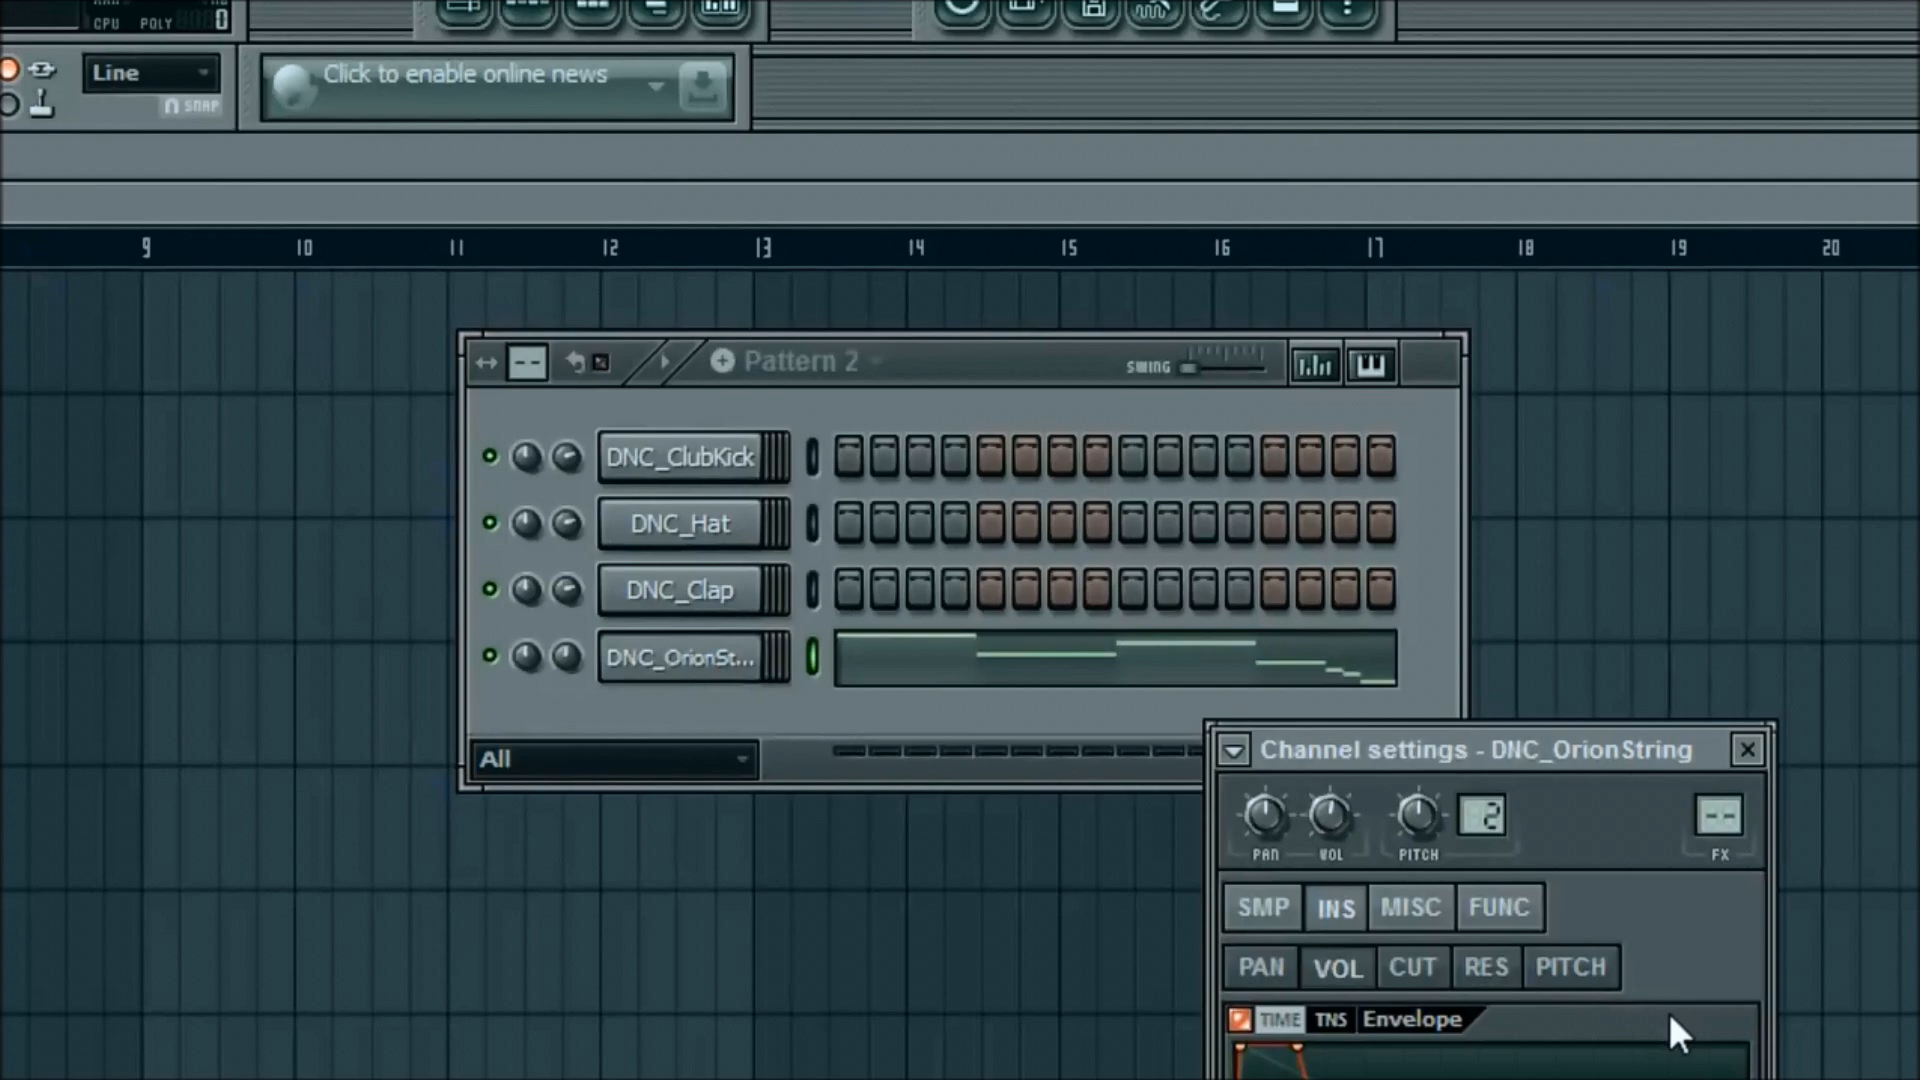 CPU POLY 0
Line
SNAP
Click to enable online news
9 10 11 12 13 14 15 16 17 18 19 20
Pattern 2
SWING
DNC_ClubKick
DNC_Hat
DNC_Clap
DNC_OrionSt...
All
Channel settings - DNC_OrionString
2
--
PAN VOL PITCH FX
SMP INS MISC FUNC
PAN VOL CUT RES PITCH
TIME TNS Envelope